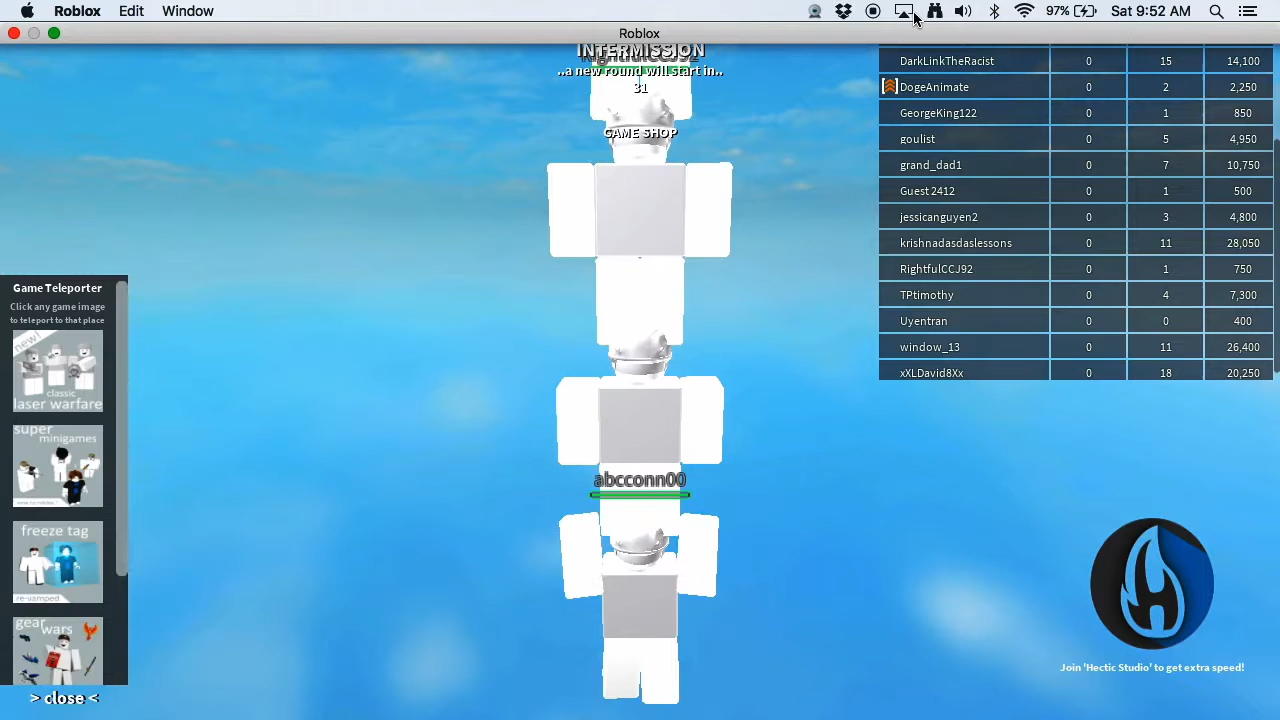 Roblox Edit Window
97% Sat 9:52 AM
Roblox
INTERMISSION
RightfulCCJ92
..a new round will start in..
31
GAME SHOP
DarkLinkTheRacist 0 15 14,100
DogeAnimate 0 2 2,250
GeorgeKing122 0 1 850
goulist 0 5 4,950
grand_dad1 0 7 10,750
Guest 2412 0 1 500
jessicanguyen2 0 3 4,800
krishnadasdaslessons 0 11 28,050
RightfulCCJ92 0 1 750
TPtimothy 0 4 7,300
Uyentran 0 0 400
window_13 0 11 26,400
xXLDavid8Xx 0 18 20,250
Game Teleporter
Click any game image
to teleport to that place
new!
classic
laser warfare
super
minigames
freeze tag
re-vamped
gear
wars
> close <
abcconn00
Join 'Hectic Studio' to get extra speed!